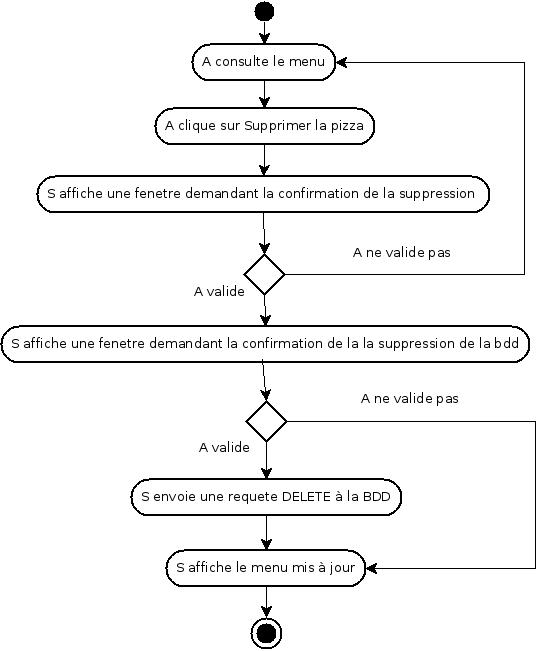 A consulte le menu
A clique sur Supprimer la pizza
S affiche une fenetre demandant la confirmation de la suppression
A ne valide pas
A valide
S affiche une fenetre demandant la confirmation de la la suppression de la bdd
A ne valide pas
A valide
S envoie une requete DELETE à la BDD
S affiche le menu mis à jour